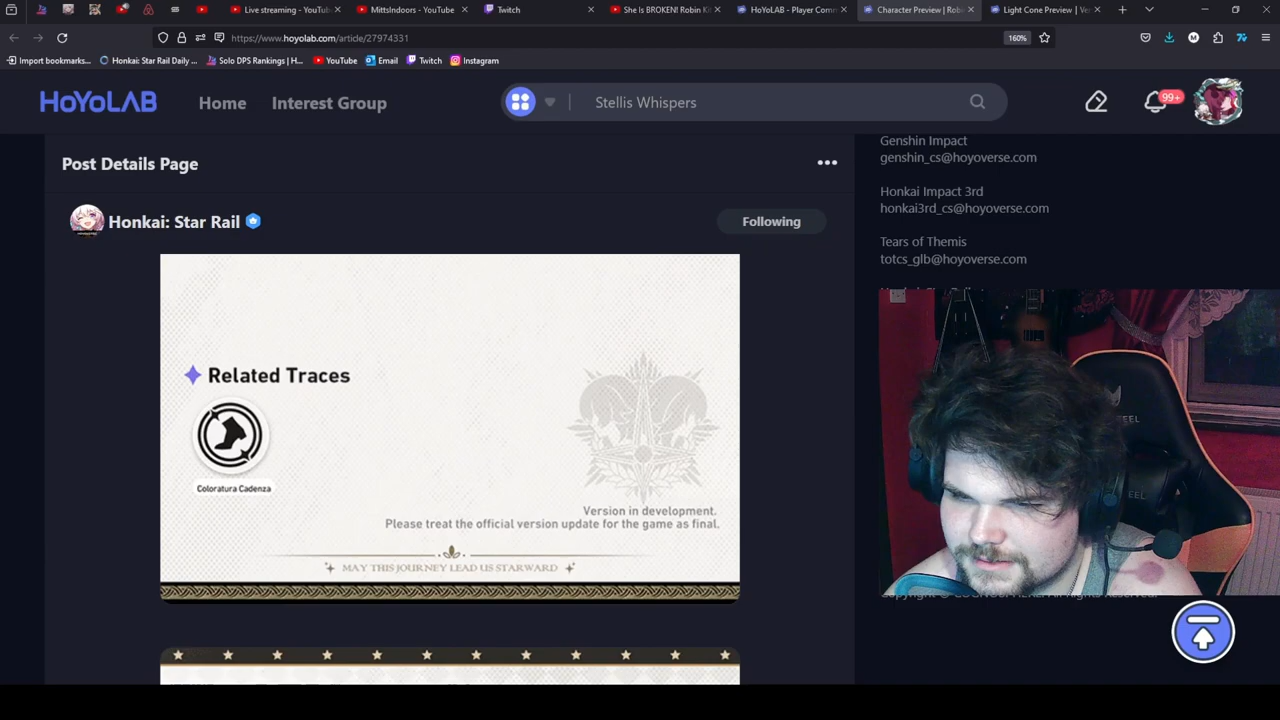 Live streaming - YouTu
MittsIndoors - YouTube
Twitch
She Is BROKEN! Robin Ki
HoYoLAB - Player Comm
Character Preview | Rob
Light Cone Preview | Ve
https://www.hoyolab.com/article/27974331
160%
Import bookmarks...
Honkai: Star Rail Daily ...
Solo DPS Rankings | H...
YouTube
Email
Twitch
Instagram
HoYoLAB
Home
Interest Group
Stellis Whispers
99+
Post Details Page
Honkai: Star Rail
Following
Related Traces
Coloratura Cadenza
Version in development.
Please treat the official version update for the game as final.
MAY THIS JOURNEY LEAD US STARWARD
Genshin Impact
genshin_cs@hoyoverse.com
Honkai Impact 3rd
honkai3rd_cs@hoyoverse.com
Tears of Themis
totcs_glb@hoyoverse.com